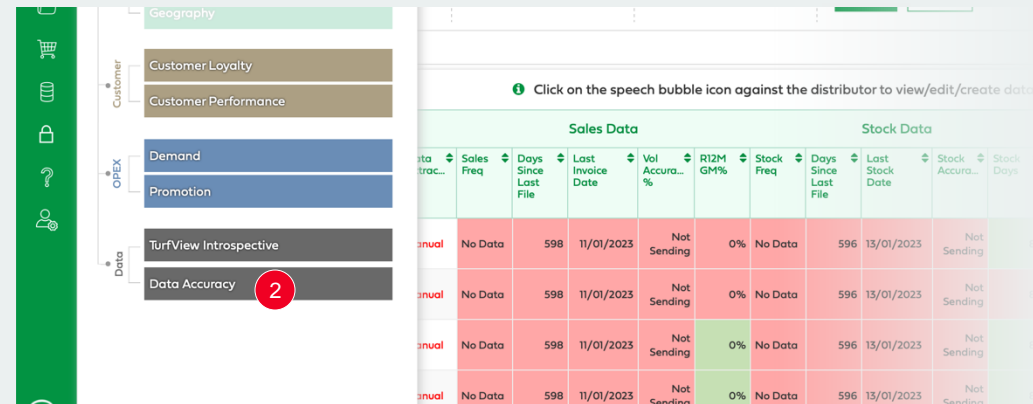 Geography
Customer
Customer Loyalty
Customer Performance
OPEX
Demand
Promotion
Data
TurfView Introspective
Data Accuracy
2
Click on the speech bubble icon against the distributor to view/edit/create data
Sales Data
Stock Data
Sales Freq
Days Since Last File
Last Invoice Date
Vol Accura... %
R12M GM%
Stock Freq
Days Since Last File
Last Stock Date
Stock Accura...
Stock Days
No Data 598 11/01/2023 Not Sending 0% No Data 596 13/01/2023 Not Sending
No Data 598 11/01/2023 Not Sending 0% No Data 596 13/01/2023 Not Sending
No Data 598 11/01/2023 Not Sending 0% No Data 596 13/01/2023 Not Sending
No Data 598 11/01/2023 Not Sending 0% No Data 596 13/01/2023 Not Sending